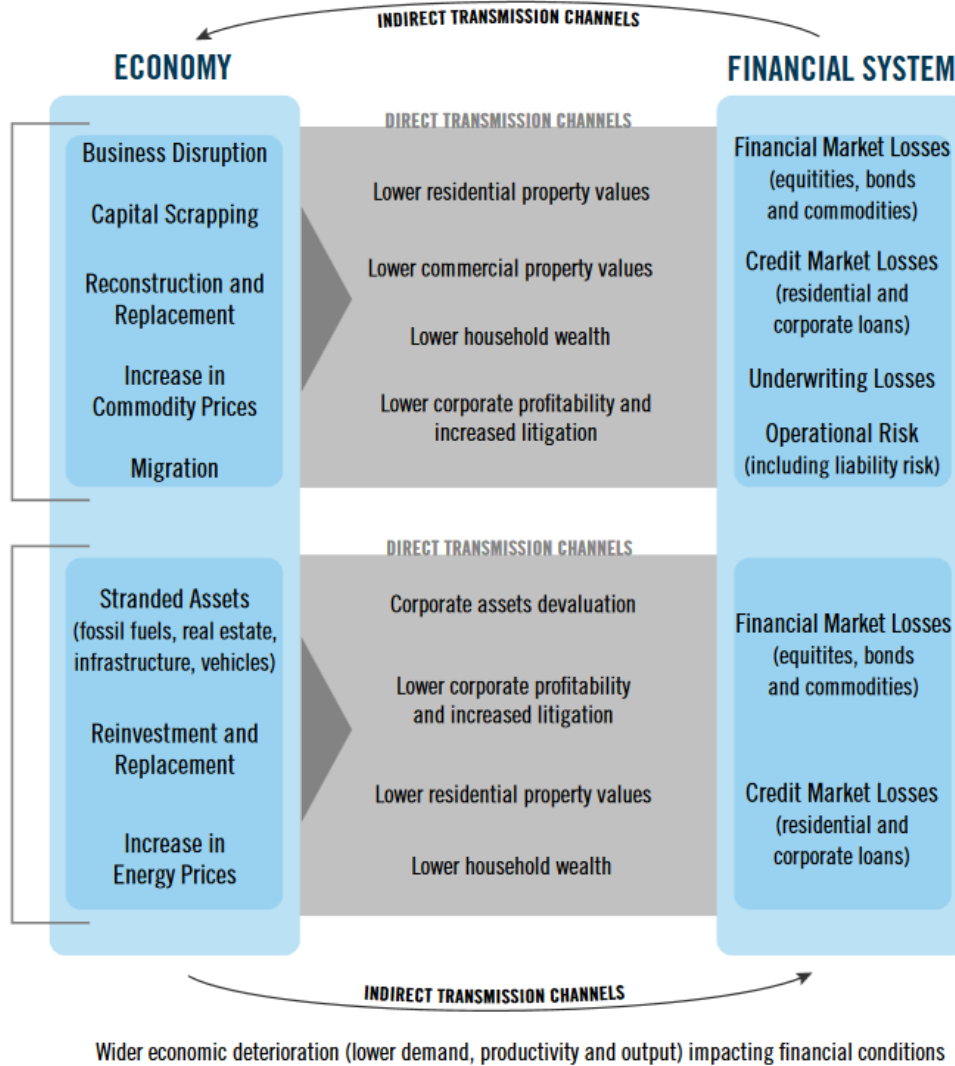 INDIRECT TRANSMISSION CHANNELS
ECONOMY
FINANCIAL SYSTEM
DIRECT TRANSMISSION CHANNELS
Business Disruption
Capital Scrapping
Reconstruction and
Replacement
Increase in
Commodity Prices
Migration
Lower residential property values
Lower commercial property values
Lower household wealth
Lower corporate profitability and
increased litigation
Financial Market Losses
(equitities, bonds
and commodities)
Credit Market Losses
(residential and
corporate loans)
Underwriting Losses
Operational Risk
(including liability risk)
DIRECT TRANSMISSION CHANNELS
Stranded Assets
(fossil fuels, real estate,
infrastructure, vehicles)
Reinvestment and
Replacement
Increase in
Energy Prices
Corporate assets devaluation
Lower corporate profitability
and increased litigation
Lower residential property values
Lower household wealth
Financial Market Losses
(equitites, bonds
and commodities)
Credit Market Losses
(residential and
corporate loans)
INDIRECT TRANSMISSION CHANNELS
Wider economic deterioration (lower demand, productivity and output) impacting financial conditions